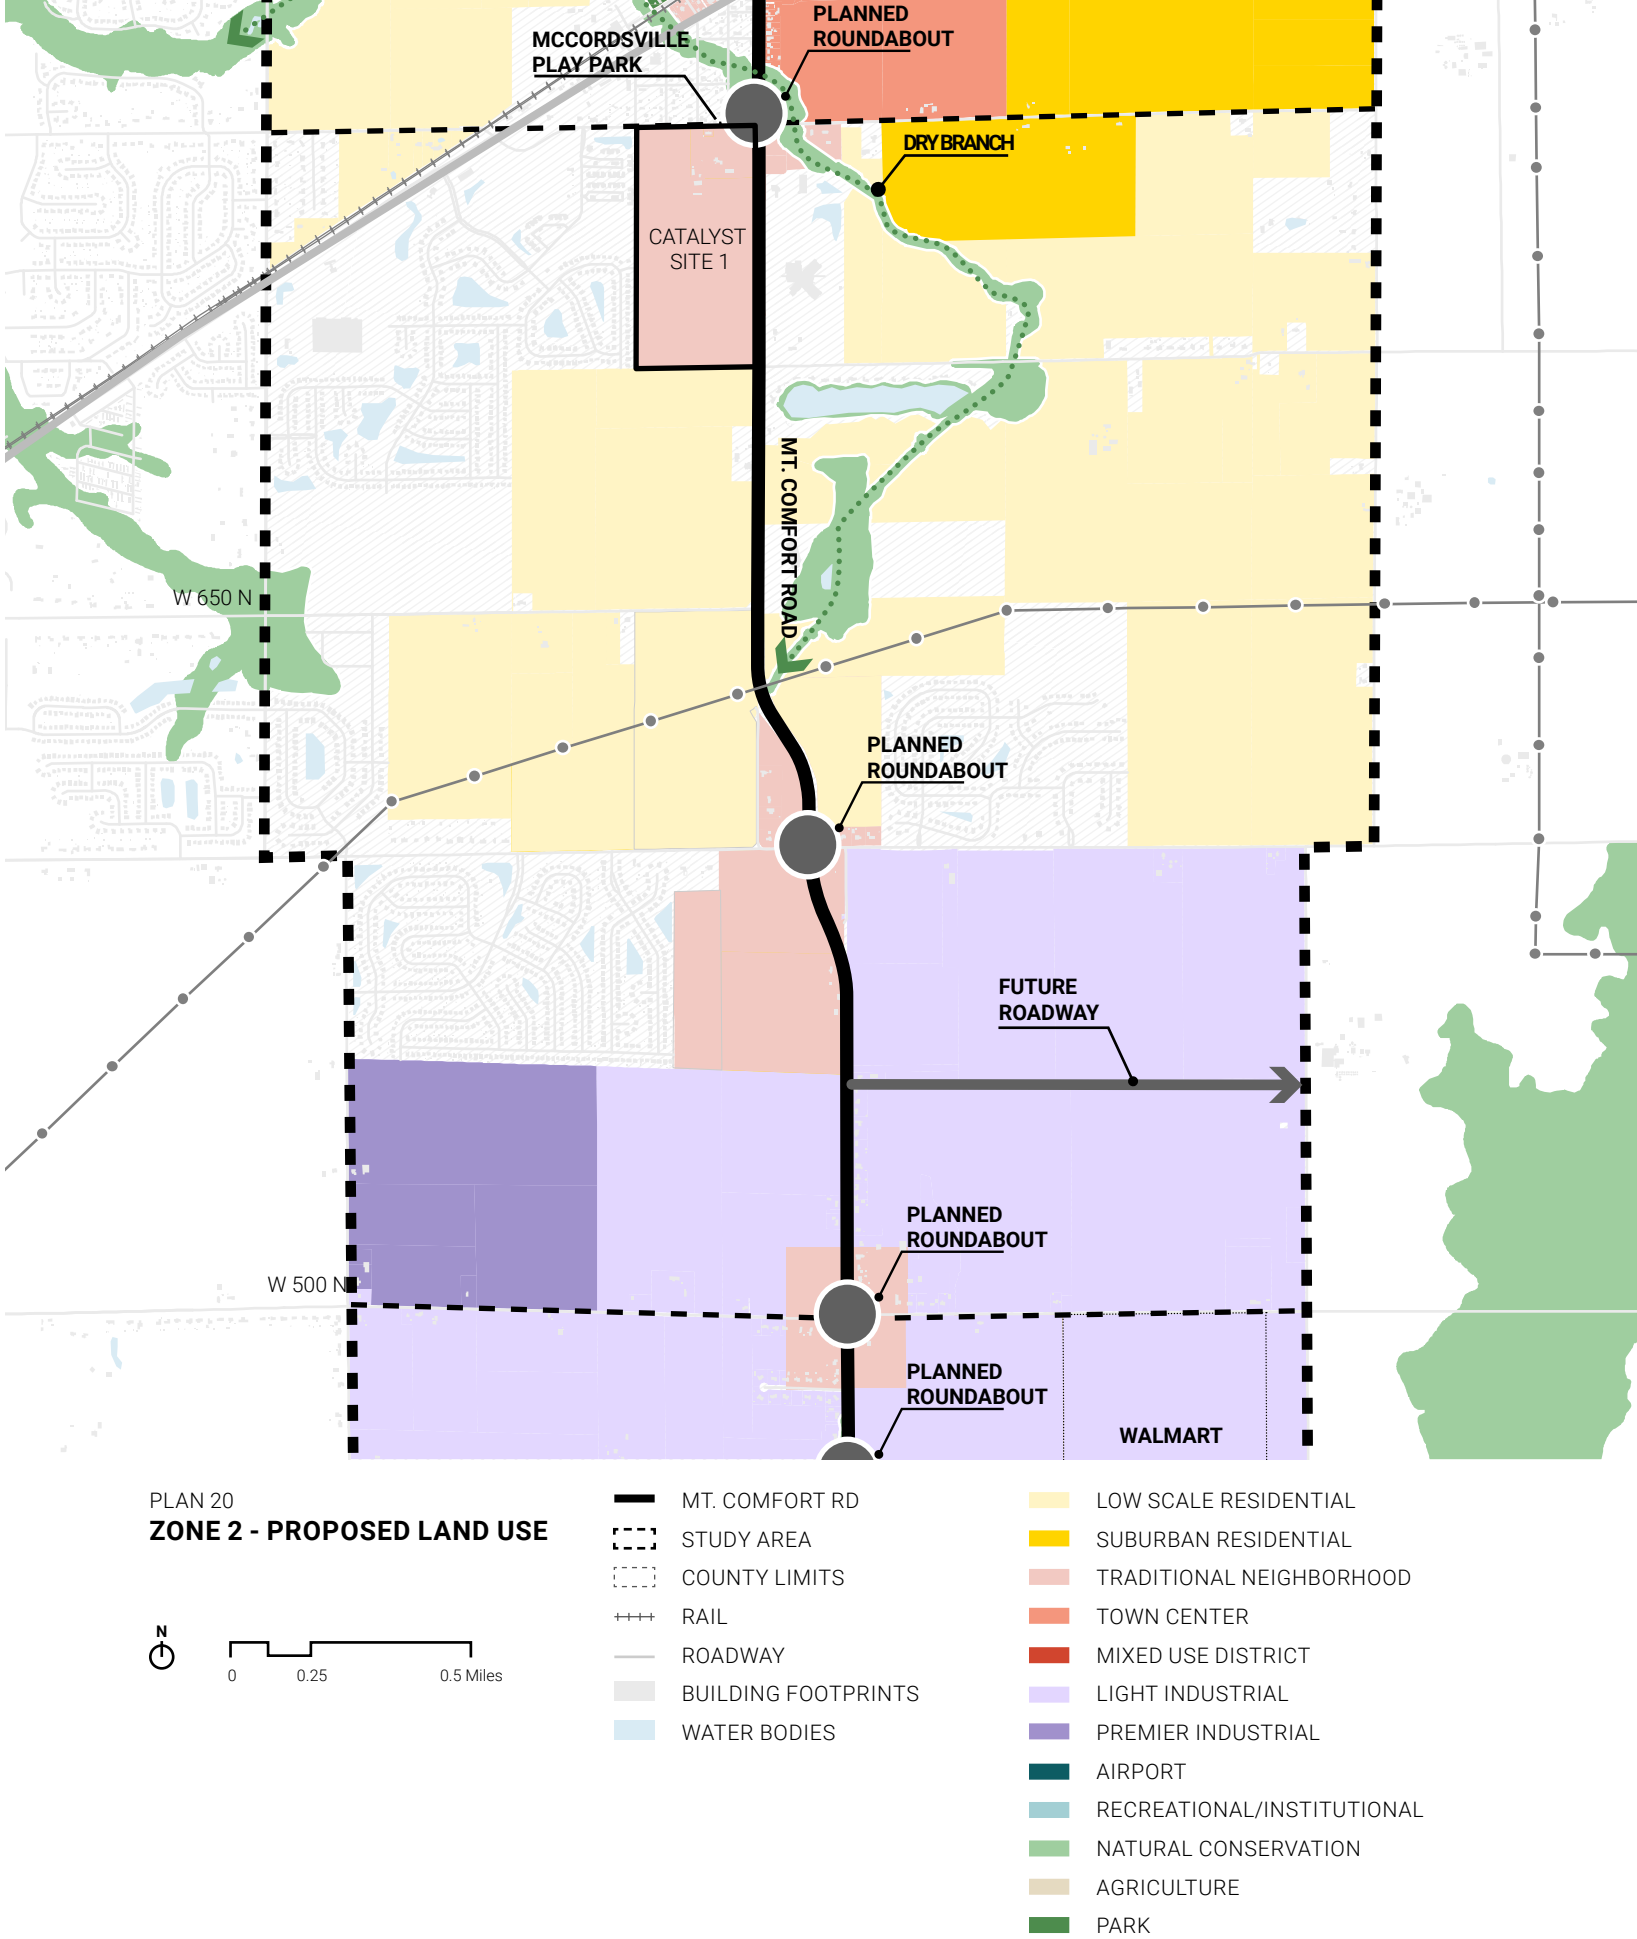 PLANNED
ROUNDABOUT
MCCORDSVILLE
PLAY PARK
DRY BRANCH
CATALYST
SITE 1
MT. COMFORT ROAD
W 650 N
PLANNED
ROUNDABOUT
FUTURE
ROADWAY
PLANNED
ROUNDABOUT
W 500 N
PLANNED
ROUNDABOUT
WALMART
PLAN 20
ZONE 2 - PROPOSED LAND USE
N
0 0.25 0.5 Miles
MT. COMFORT RD
STUDY AREA
COUNTY LIMITS
RAIL
ROADWAY
BUILDING FOOTPRINTS
WATER BODIES
LOW SCALE RESIDENTIAL
SUBURBAN RESIDENTIAL
TRADITIONAL NEIGHBORHOOD
TOWN CENTER
MIXED USE DISTRICT
LIGHT INDUSTRIAL
PREMIER INDUSTRIAL
AIRPORT
RECREATIONAL/INSTITUTIONAL
NATURAL CONSERVATION
AGRICULTURE
PARK